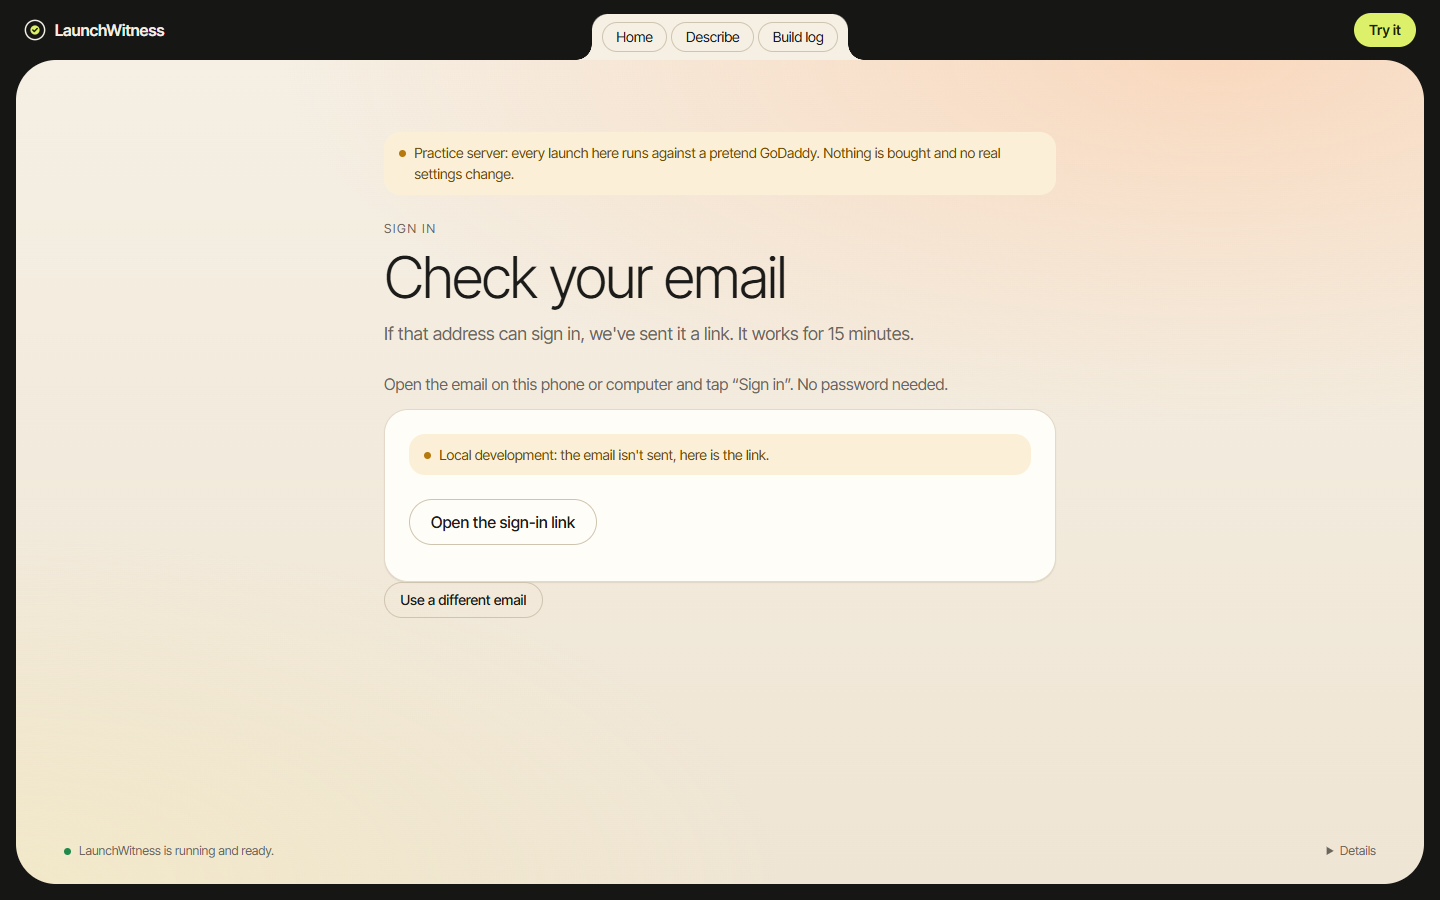 LaunchWitness
Home
Describe
Build log
Try it
Practice server: every launch here runs against a pretend GoDaddy. Nothing is bought and no real
settings change.
SIGN IN
Check your email
If that address can sign in, we've sent it a link. It works for 15 minutes.
Open the email on this phone or computer and tap “Sign in”. No password needed.
Local development: the email isn't sent, here is the link.
Open the sign-in link
Use a different email
LaunchWitness is running and ready.
Details